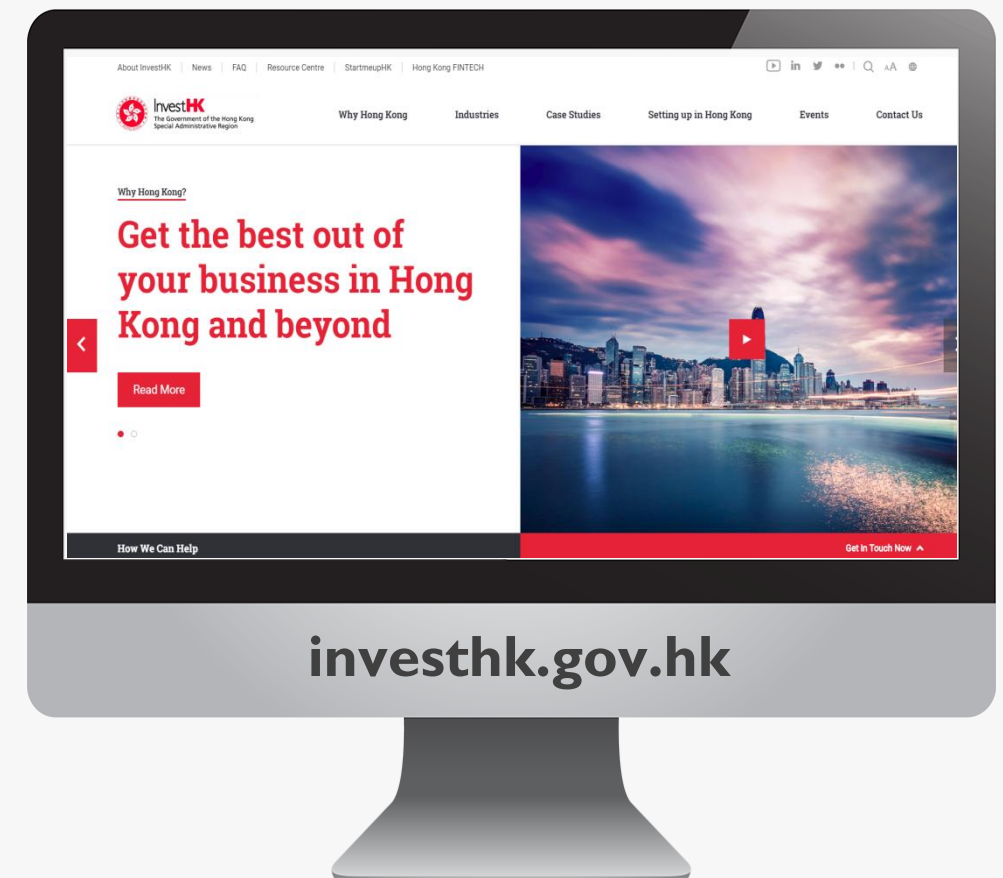 About InvestHK | News | FAQ | Resource Centre | StartmeupHK | Hong Kong FINTECH
in AA
InvestHK
The Government of the Hong Kong
Special Administrative Region
Why Hong Kong Industries Case Studies Setting up in Hong Kong Events Contact Us
Why Hong Kong?
Get the best out of
your business in Hong
Kong and beyond
Read More
How We Can Help
Get In Touch Now
investhk.gov.hk